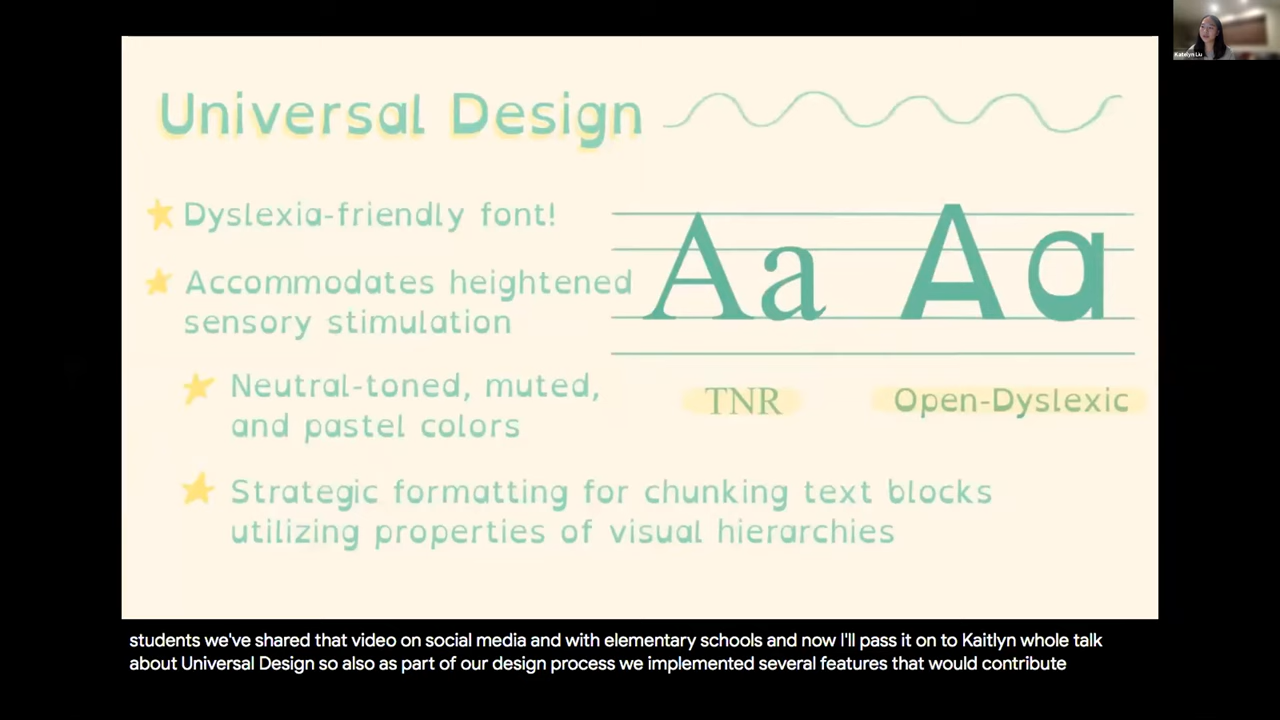 Universal Design
Dyslexia-friendly font!
Accommodates heightened
sensory stimulation
Neutral-toned, muted,
and pastel colors
Strategic formatting for chunking text blocks
utilizing properties of visual hierarchies
Aa Aa
TNR Open-Dyslexic
Katelyn Liu
students we've shared that video on social media and with elementary schools and now I'll pass it on to Kaitlyn whole talk
about Universal Design so also as part of our design process we implemented several features that would contribute